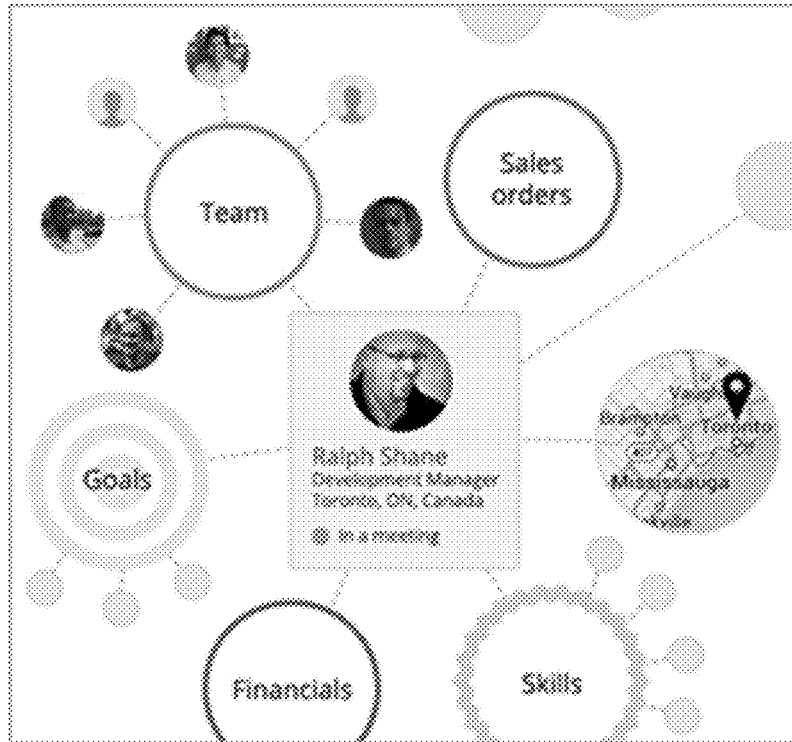 Team
Sales
orders
Ralph Shane
Development Manager
Toronto, ON, Canada
In a meeting
Goals
Brampton
Toronto
Mississauga
Financials
Skills